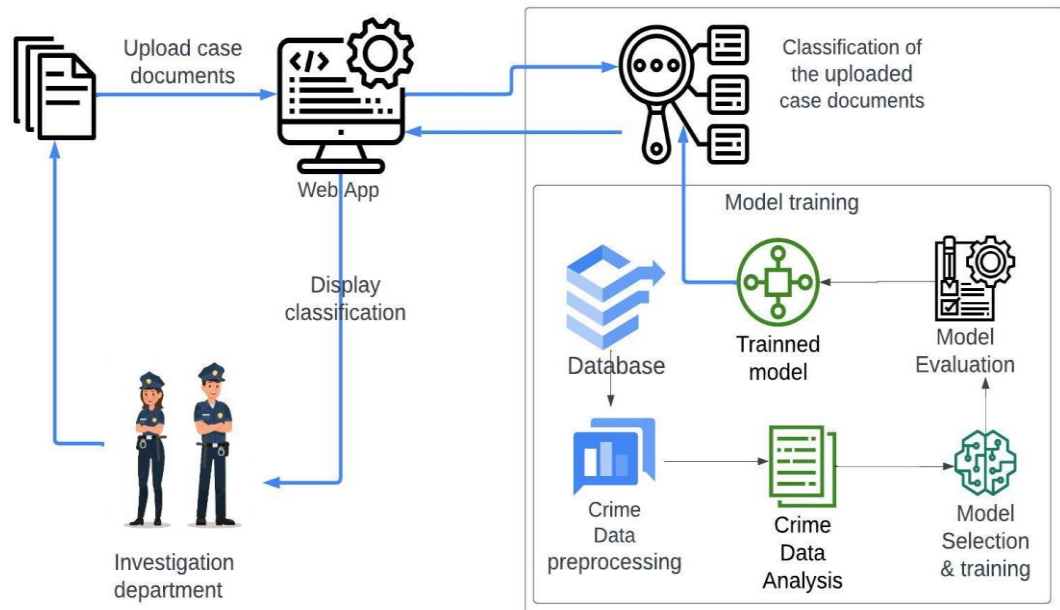 Upload case
documents
</>
Web App
Classification of
the uploaded
case documents
Display
classification
Investigation
department
Model training
Database
Trainned
model
Model
Evaluation
Crime
Data
preprocessing
Crime
Data
Analysis
Model
Selection
& training